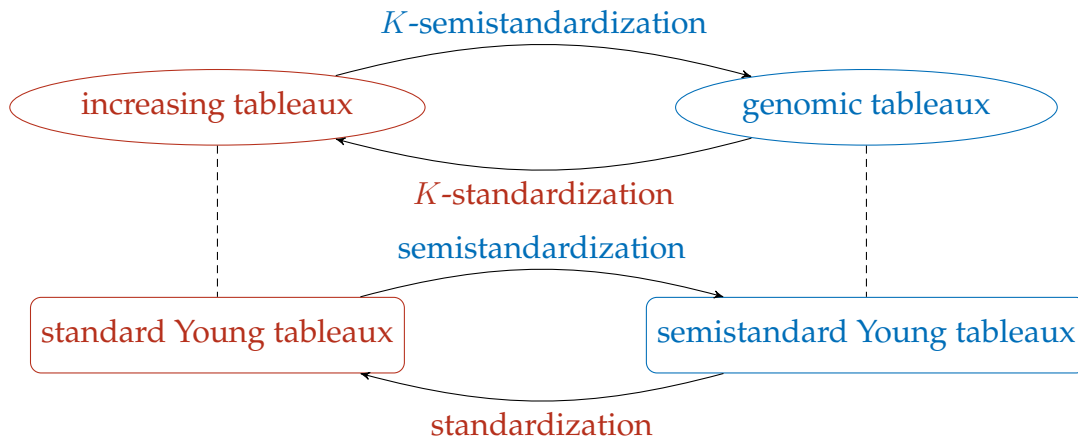 K-semistandardization
increasing tableaux
genomic tableaux
K-standardization
semistandardization
standard Young tableaux
semistandard Young tableaux
standardization